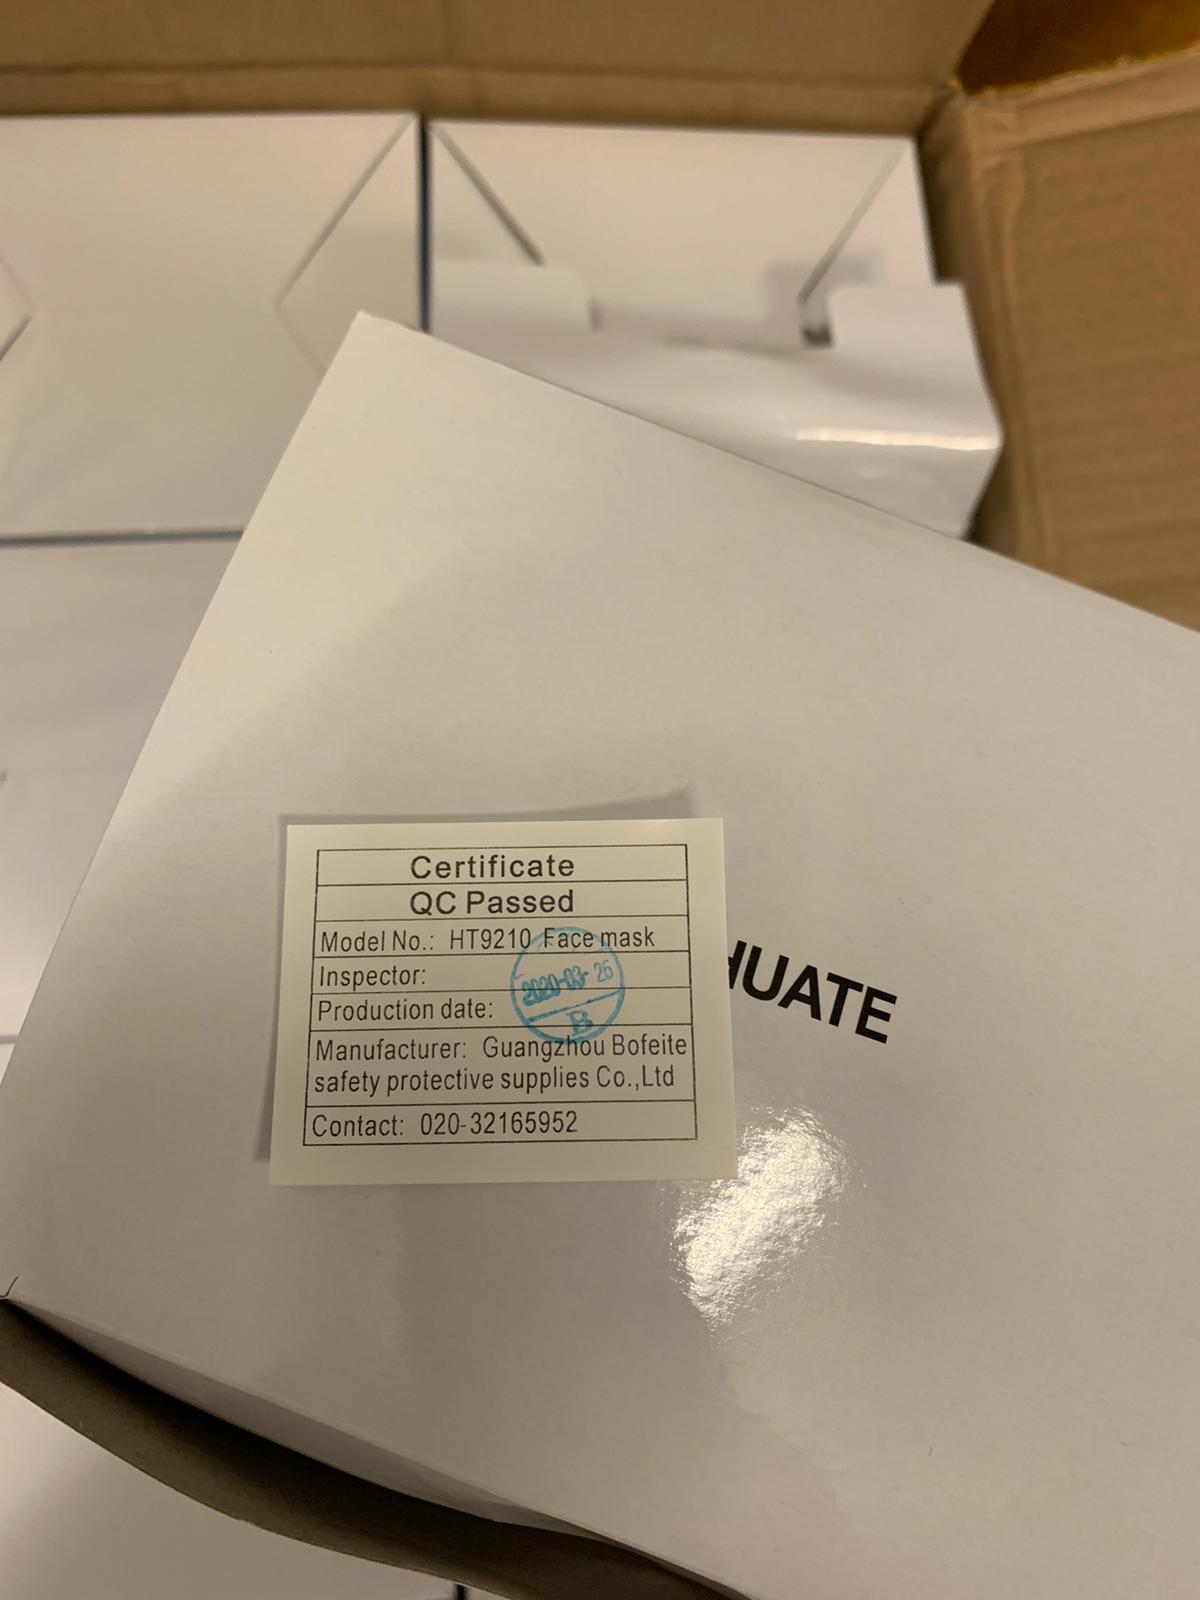 Certificate
QC Passed
Model No.: HT9210 Face mask
Inspector:
2020-03-26
Production date:
B
Manufacturer: Guangzhou Bofeite
safety protective supplies Co.,Ltd
Contact: 020-32165952
HUATE